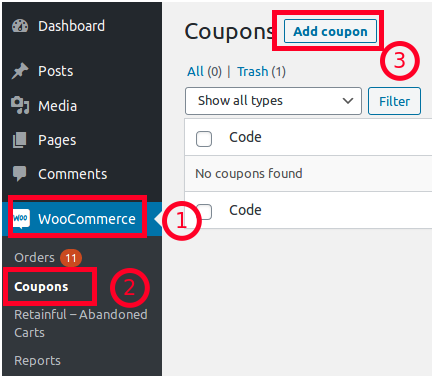 Dashboard
Posts
Media
Pages
Comments
WOO WooCommerce
1
Orders 11
Coupons
2
Retainful – Abandoned
Carts
Reports
Coupons Add coupon
3
All (0) | Trash (1)
Show all types Filter
Code
No coupons found
Code